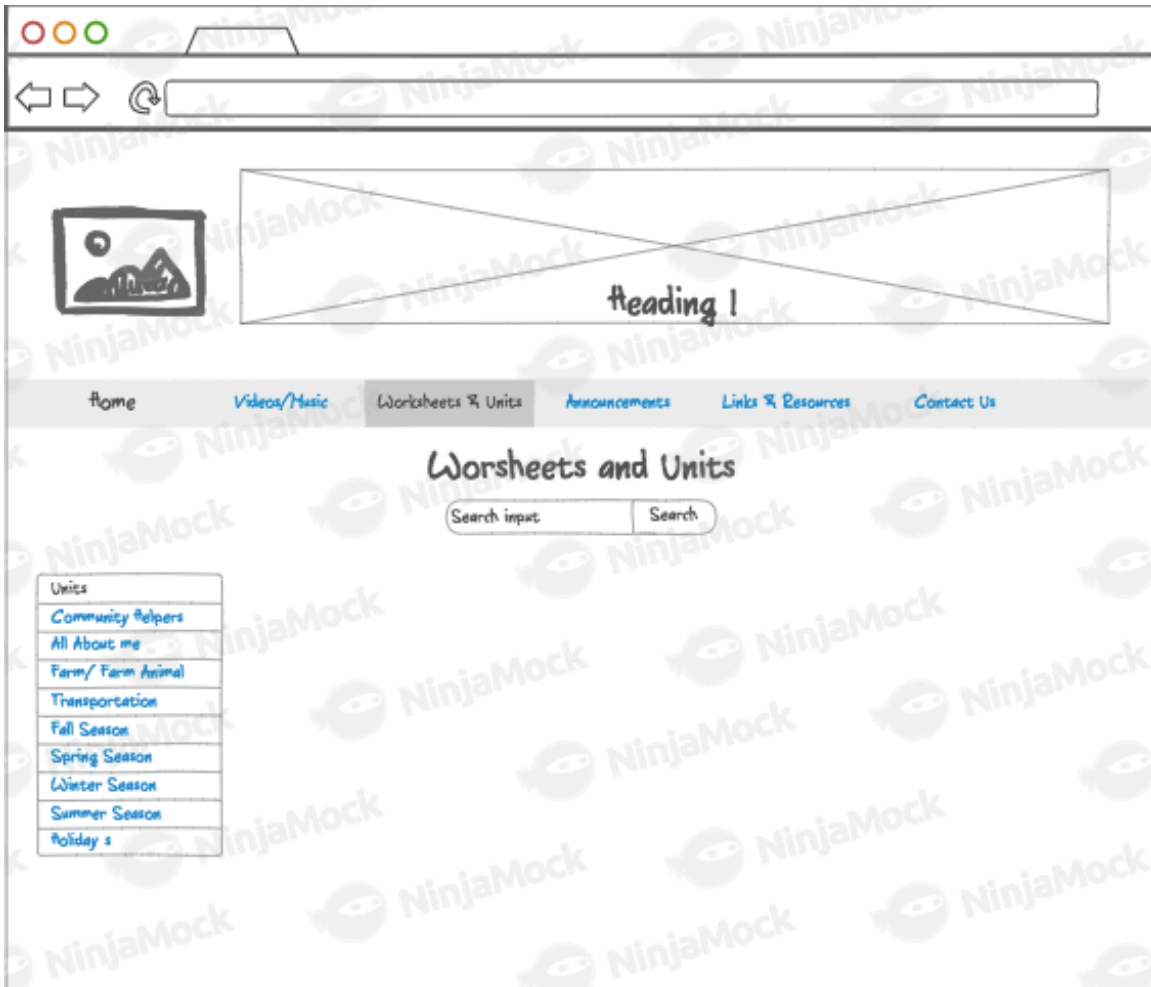 Heading 1
Home Videos/Music Worksheets & Units Announcements Links & Resources Contact Us
Worsheets and Units
Search input Search
Units
Community Helpers
All About me
Farm/ Farm Animal
Transportation
Fall Season
Spring Season
Winter Season
Summer Season
Holiday s
NinjaMock